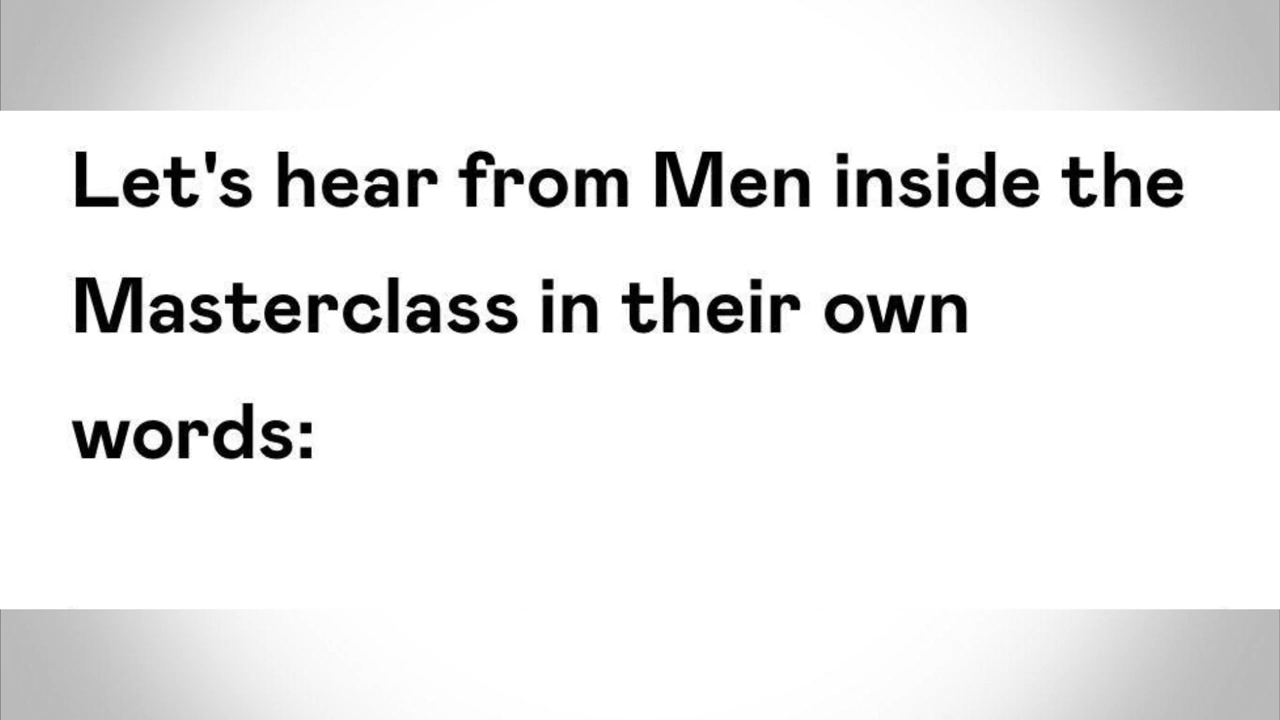 Let's hear from Men inside the
Masterclass in their own
words: